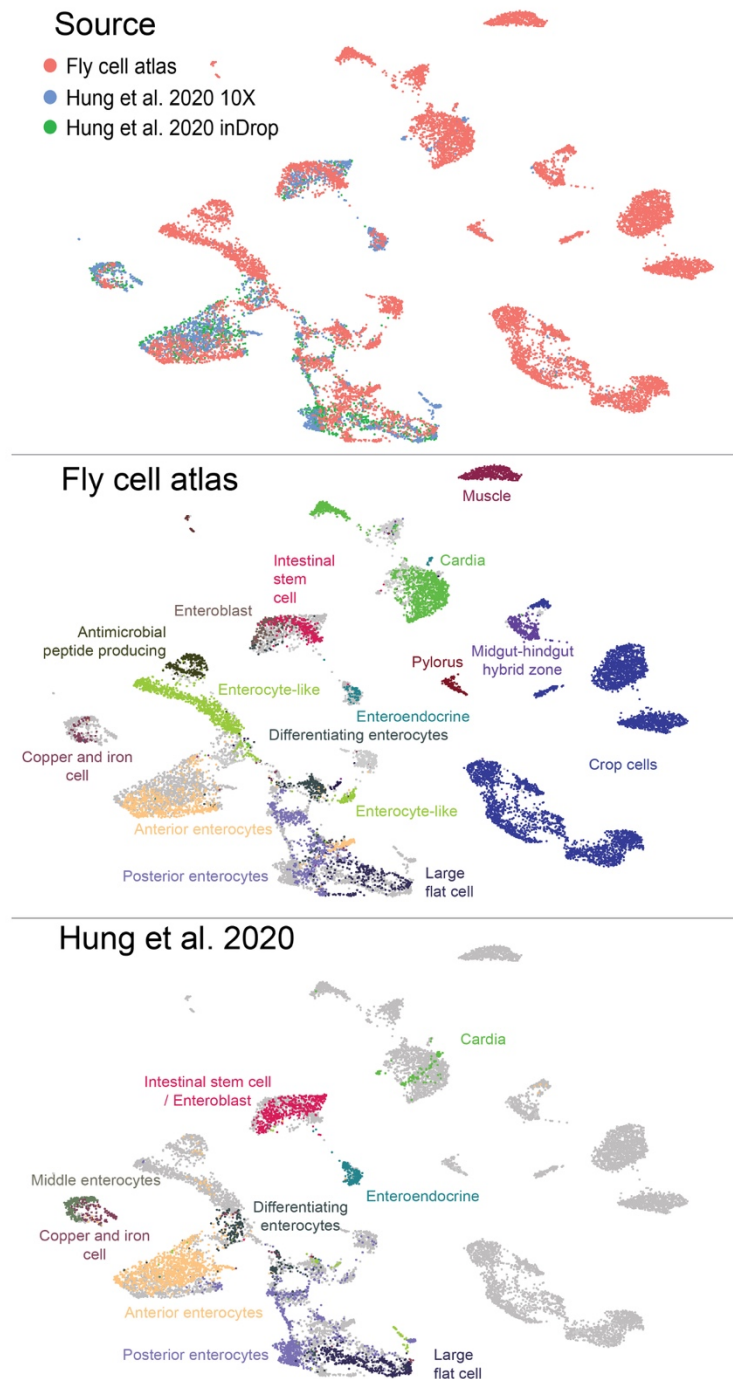 Source
Fly cell atlas
Hung et al. 2020 10X
Hung et al. 2020 inDrop
Fly cell atlas
Muscle
Cardia
Intestinal
stem
cell
Enteroblast
Antimicrobial
peptide producing
Midgut-hindgut
hybrid zone
Pylorus
Enterocyte-like
Enteroendocrine
Differentiating enterocytes
Copper and iron
cell
Crop cells
Enterocyte-like
Anterior enterocytes
Posterior enterocytes
Large
flat cell
Hung et al. 2020
Cardia
Intestinal stem cell
/ Enteroblast
Middle enterocytes
Enteroendocrine
Differentiating
enterocytes
Copper and iron
cell
Anterior enterocytes
Posterior enterocytes
Large
flat cell